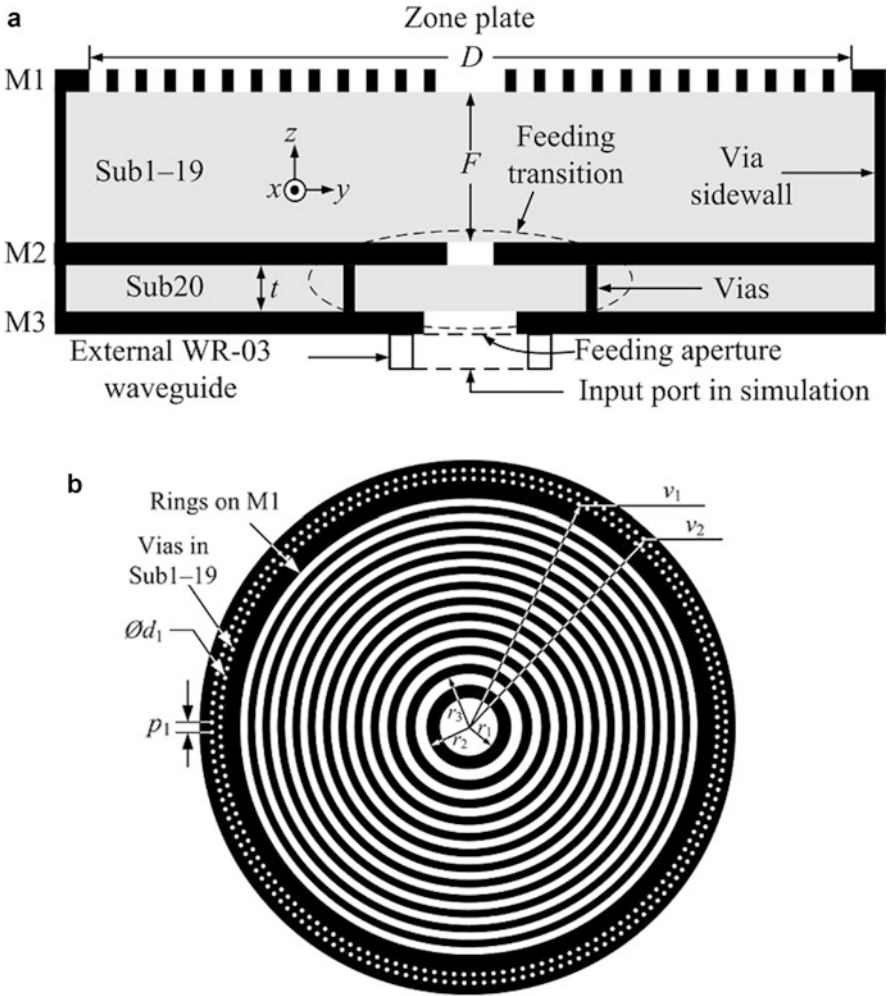 a
Zone plate
D
M1
z
x
y
Sub1–19
F
Feeding
transition
Via
sidewall
M2
Sub20
t
Vias
M3
External WR-03
waveguide
Feeding aperture
Input port in simulation
b
Rings on M1
v1
v2
Vias in
Sub1–19
Ød1
p1
r3
r2
r1